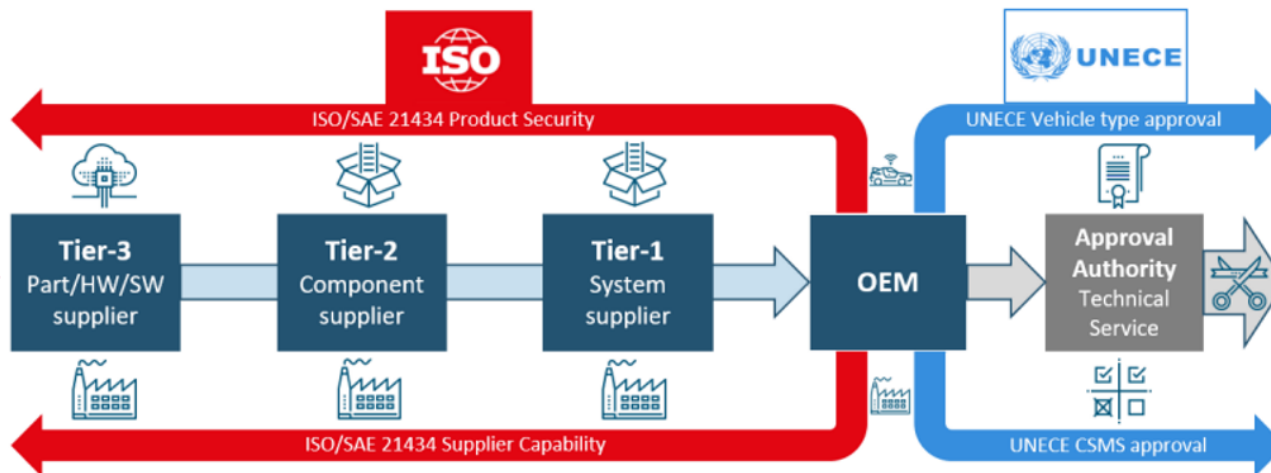 ISO
UNECE
ISO/SAE 21434 Product Security
UNECE Vehicle type approval
Tier-3
Part/HW/SW
supplier
Tier-2
Component
supplier
Tier-1
System
supplier
OEM
Approval
Authority
Technical
Service
ISO/SAE 21434 Supplier Capability
UNECE CSMS approval